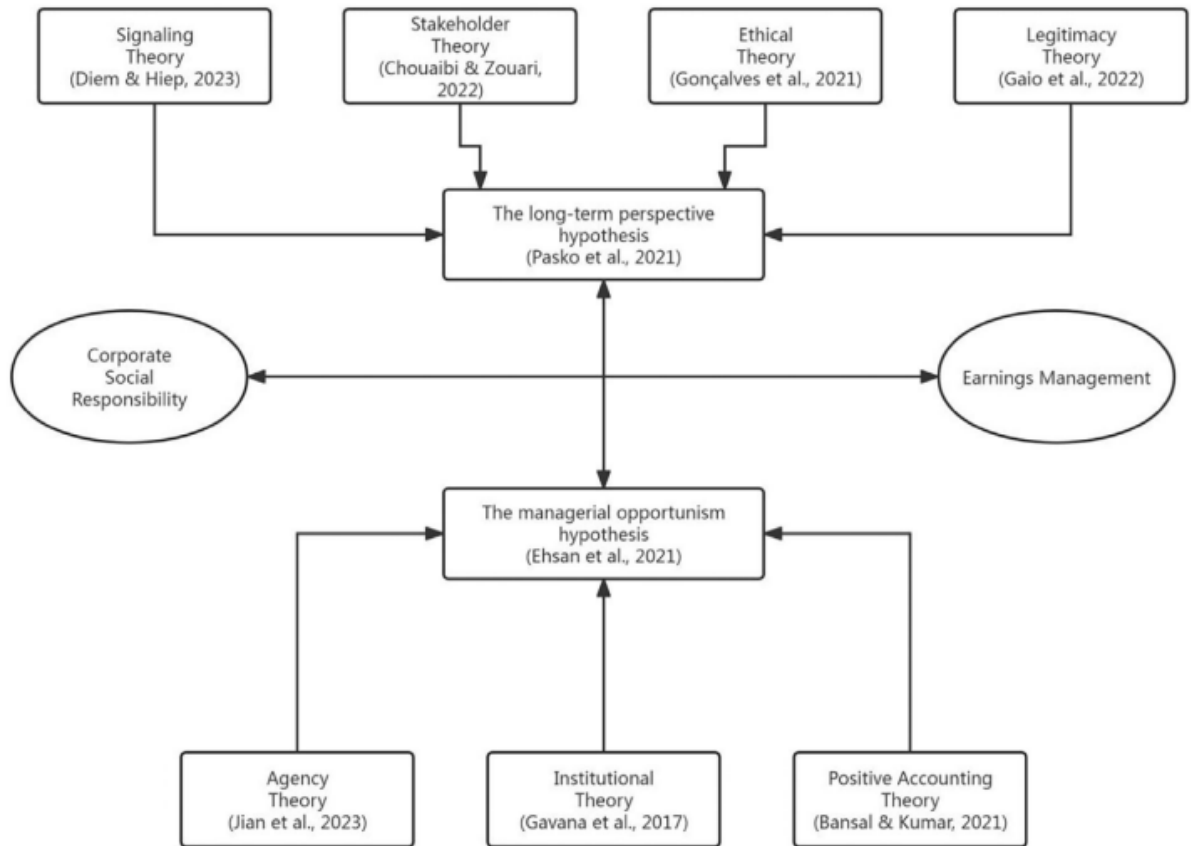 Signaling
Theory
(Diem & Hiep, 2023)
Stakeholder
Theory
(Chouaibi & Zouari,
2022)
Ethical
Theory
(Gonçalves et al., 2021)
Legitimacy
Theory
(Gaio et al., 2022)
The long-term perspective
hypothesis
(Pasko et al., 2021)
Corporate
Social
Responsibility
Earnings Management
The managerial opportunism
hypothesis
(Ehsan et al., 2021)
Agency
Theory
(Jian et al., 2023)
Institutional
Theory
(Gavana et al., 2017)
Positive Accounting
Theory
(Bansal & Kumar, 2021)